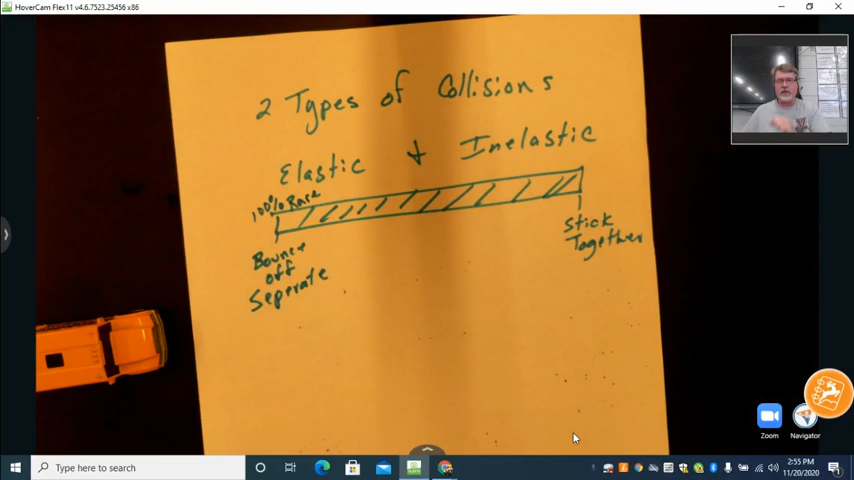 HoverCam Flex11 v4.6.7523.25456 x86
2 Types of Collisions
Elastic + Inelastic
100% Rare
Bounce
off
Seperate
Stick
Together
Zoom
Navigator
Type here to search
2:55 PM
11/20/2020